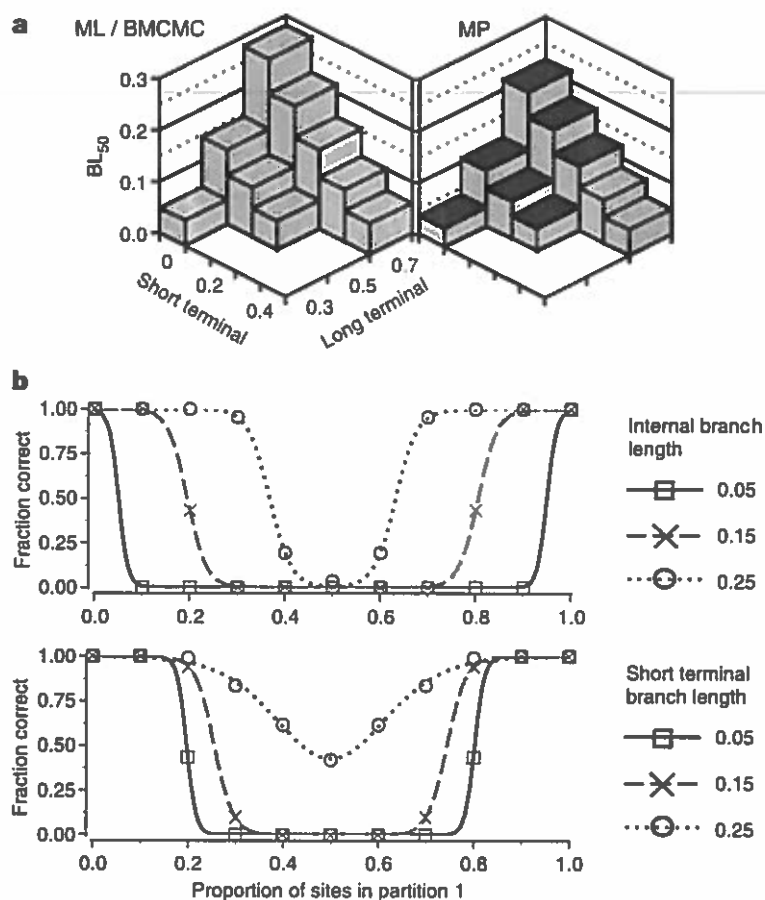 a
ML / BMCMC
MP
0.3
0.2
0.1
0.0
BL50
0
0.2
0.4
Short terminal
0.3
0.5
0.7
Long terminal
b
1.00
0.75
0.50
0.25
0.00
Fraction correct
0.0 0.2 0.4 0.6 0.8 1.0
Internal branch
length
0.05
0.15
0.25
1.00
0.75
0.50
0.25
0.00
Fraction correct
0.0 0.2 0.4 0.6 0.8 1.0
Proportion of sites in partition 1
Short terminal
branch length
0.05
0.15
0.25